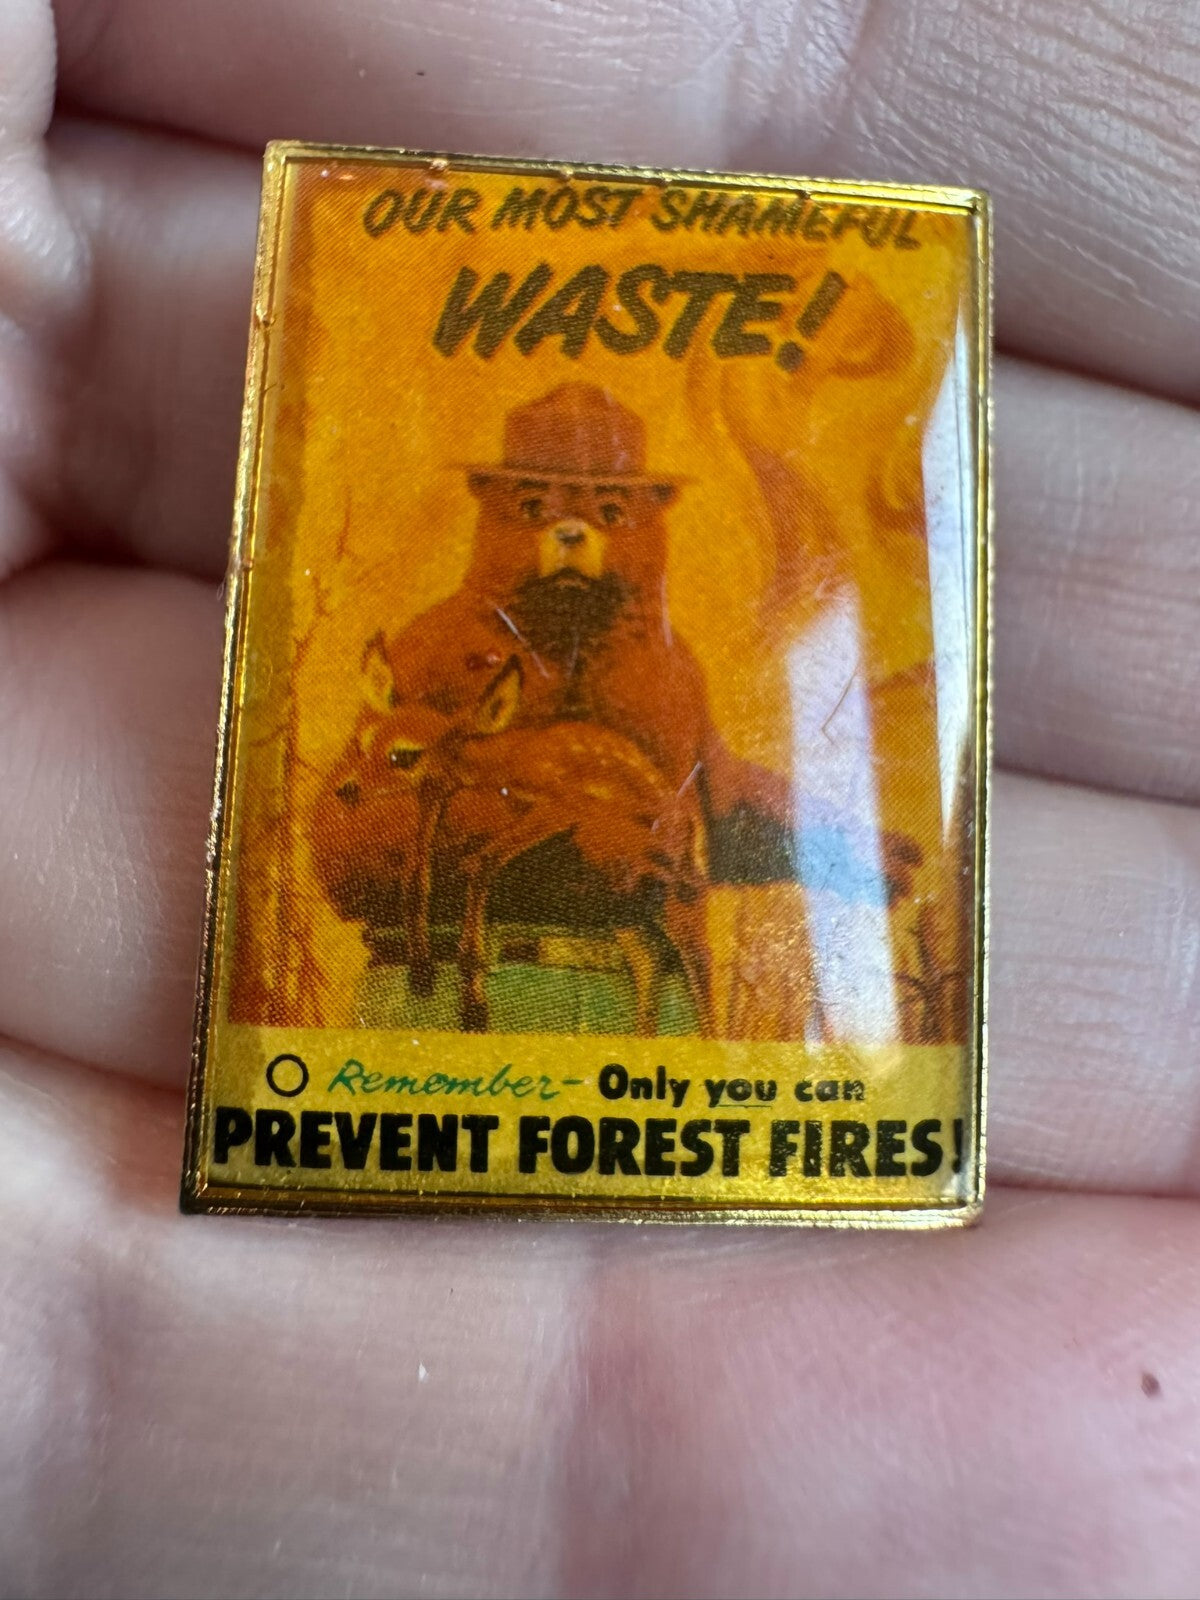 OUR MOST SHAMEFUL
WASTE!
Remember- Only you can
PREVENT FOREST FIRES!